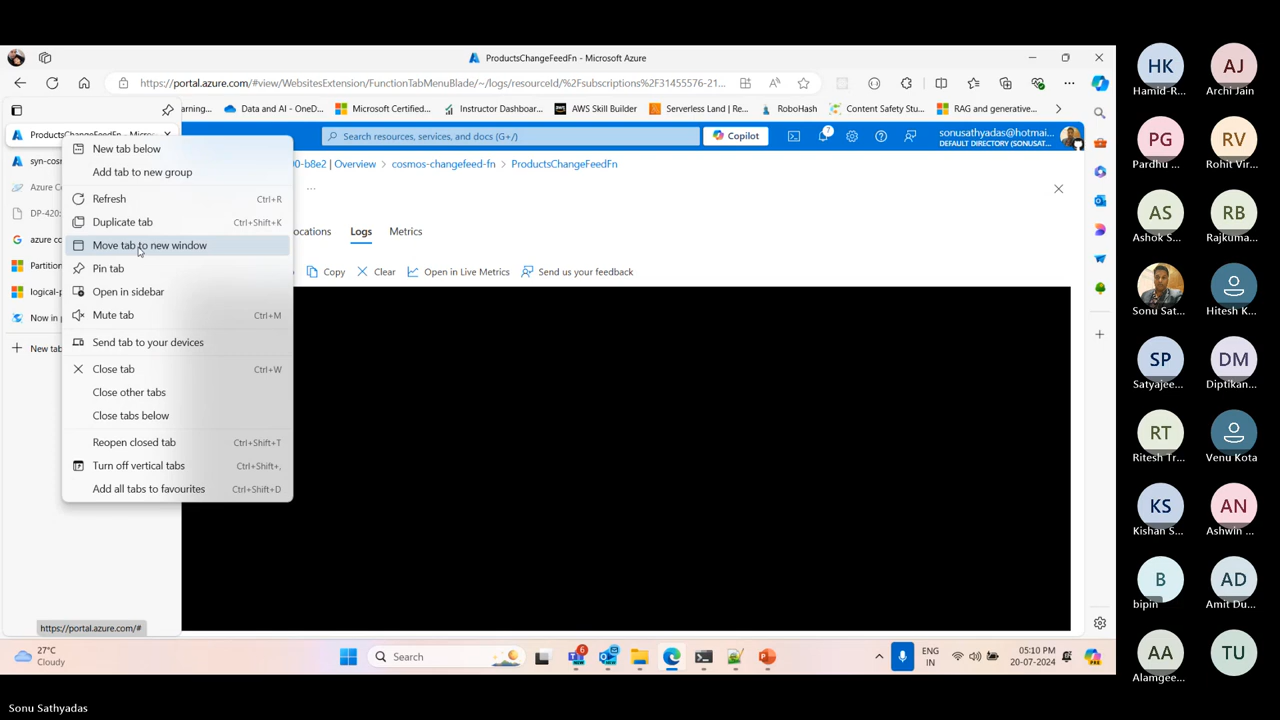 ProductsChangeFeedFn - Microsoft Azure
https://portal.azure.com/#view/WebsitesExtension/FunctionTabMenuBlade/~/logs/resourceId/%2Fsubscriptions%2F31455576-21...
arning...
Data and AI - OneD...
Microsoft Certified...
Instructor Dashboar...
AWS Skill Builder
Serverless Land | Re...
RoboHash
Content Safety Stu...
RAG and generative...
ProductsChangeFeedFn - Micros
Search resources, services, and docs (G+/)
Copilot
7
sonusathyadas@hotmai...
DEFAULT DIRECTORY (SONUSAT...
syn-cos
Azure Co
DP-420:
azure co
Partition
logical-p
Now in p
New tab
New tab below
Add tab to new group
Refresh Ctrl+R
Duplicate tab Ctrl+Shift+K
Move tab to new window
Pin tab
Open in sidebar
Mute tab Ctrl+M
Send tab to your devices
Close tab Ctrl+W
Close other tabs
Close tabs below
Reopen closed tab Ctrl+Shift+T
Turn off vertical tabs Ctrl+Shift+,
Add all tabs to favourites Ctrl+Shift+D
00-b8e2 | Overview > cosmos-changefeed-fn > ProductsChangeFeedFn
...
ocations Logs Metrics
Copy Clear Open in Live Metrics Send us your feedback
https://portal.azure.com/#
27°C
Cloudy
Search
6
ENG
IN
05:10 PM
20-07-2024
HK
Hamid-R...
AJ
Archi Jain
PG
Pardhu ...
RV
Rohit Vir...
AS
Ashok S...
RB
Rajkuma...
Sonu Sat...
Hitesh K...
SP
Satyajee...
DM
Diptikan...
RT
Ritesh Tr...
Venu Kota
KS
Kishan S...
AN
Ashwin ...
B
bipin
AD
Amit Du...
AA
Alamgee...
TU
Sonu Sathyadas